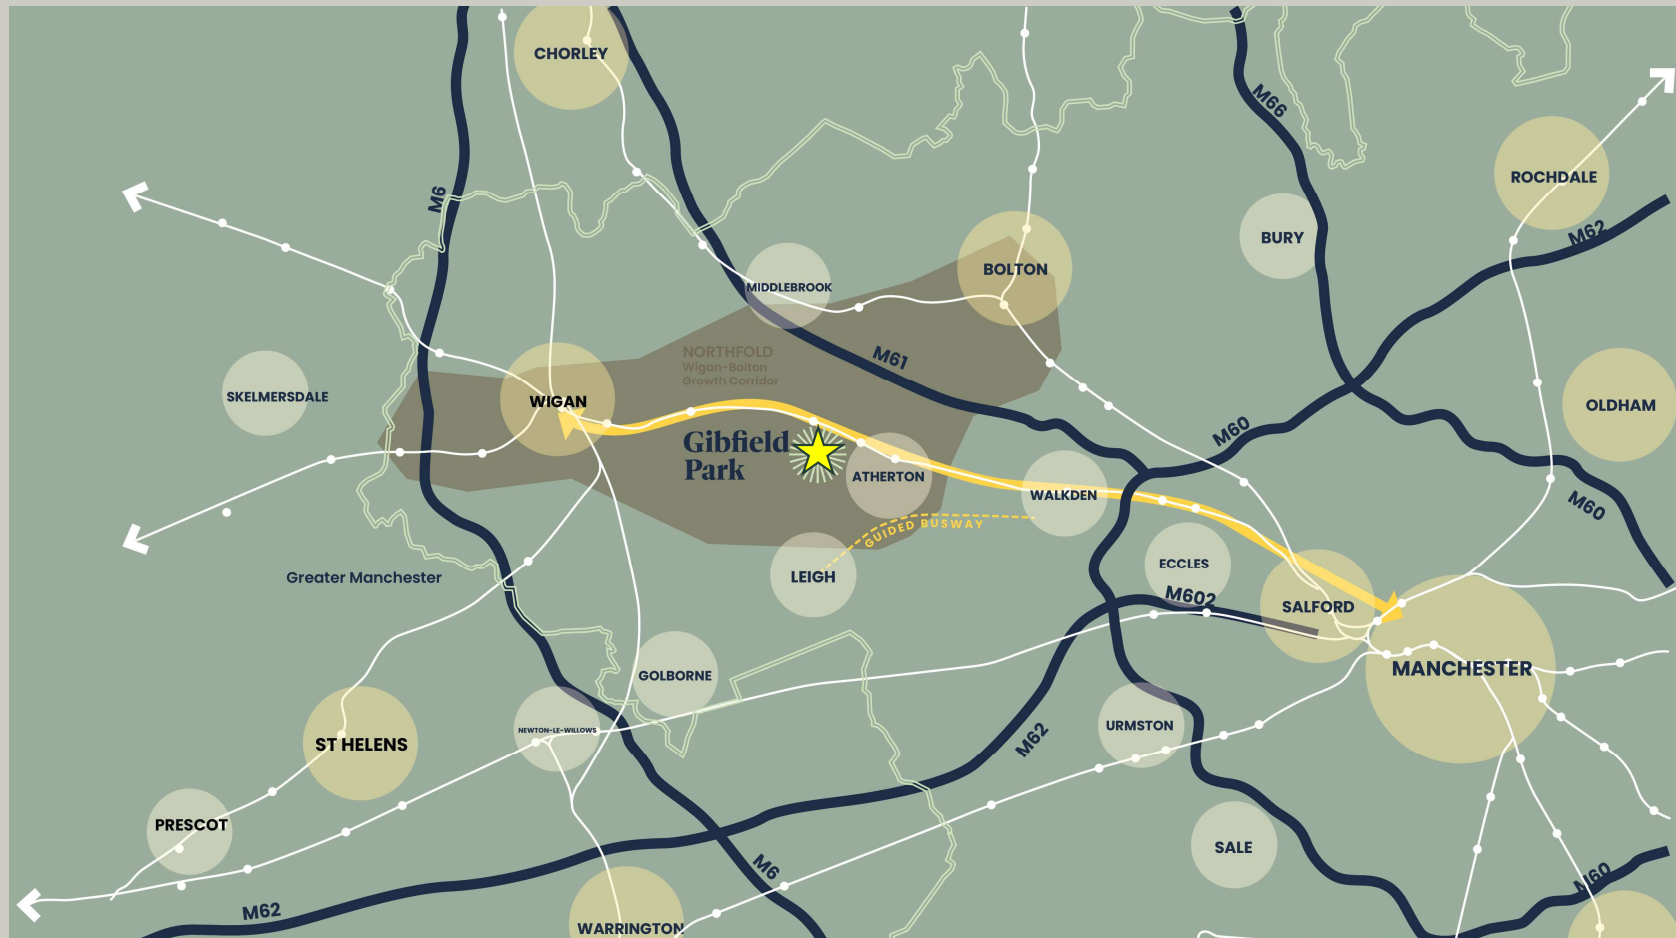 CHORLEY
M6
M66
ROCHDALE
M62
BURY
BOLTON
MIDDLEBROOK
NORTHFOLD
Wigan-Bolton
Growth Corridor
M61
SKELMERSDALE
WIGAN
OLDHAM
M60
Gibfield
Park
ATHERTON
WALKDEN
M60
GUIDED BUSWAY
LEIGH
ECCLES
Greater Manchester
M602
SALFORD
GOLBORNE
MANCHESTER
NEWTON-LE-WILLOWS
URMSTON
ST HELENS
M62
PRESCOT
SALE
M6
M60
M62
WARRINGTON